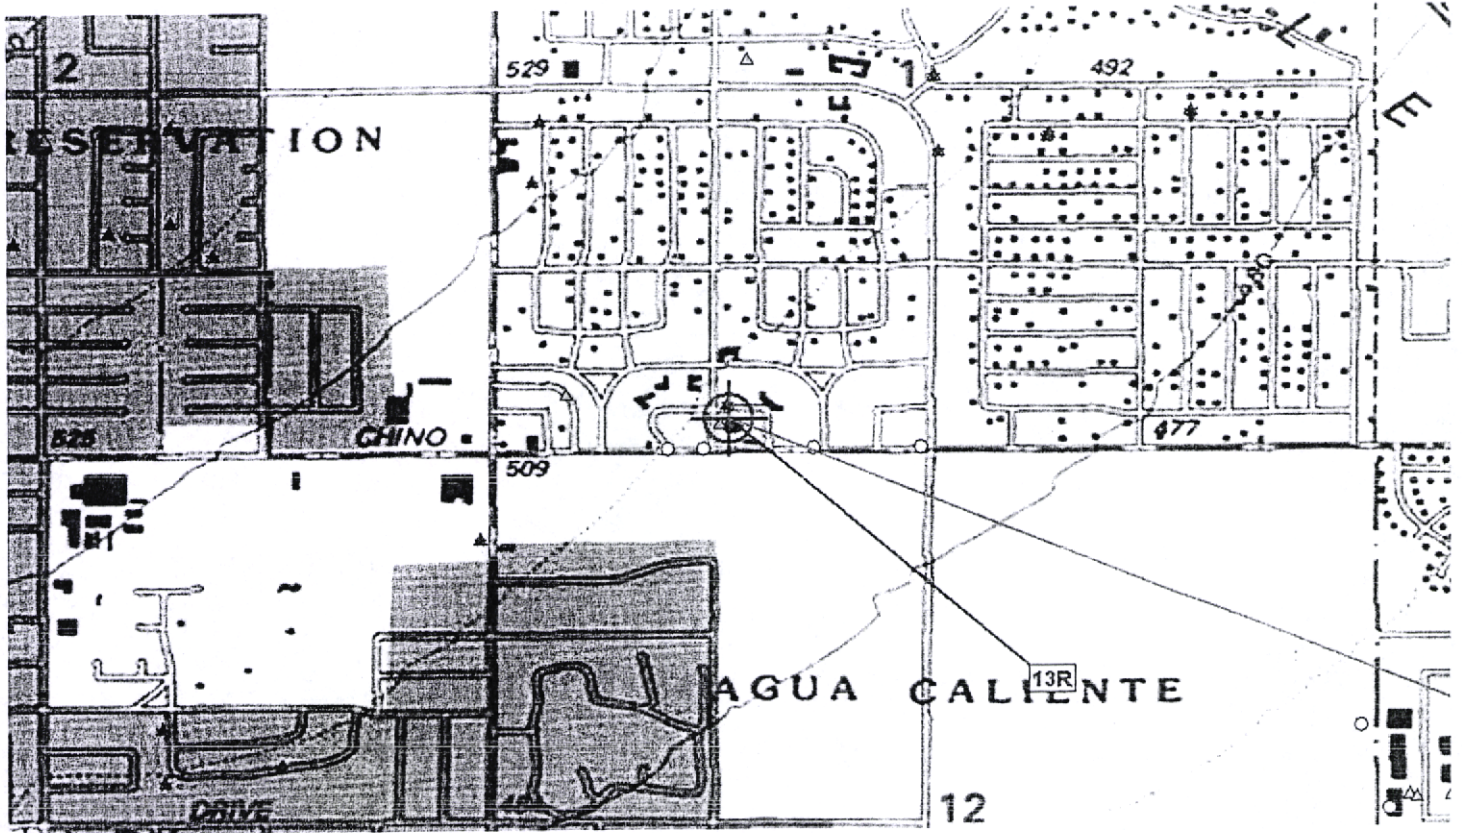 2
529
1
492
RESERVATION
E
525
CHINO
477
509
13R
AGUA CALIENTE
DRIVE
12